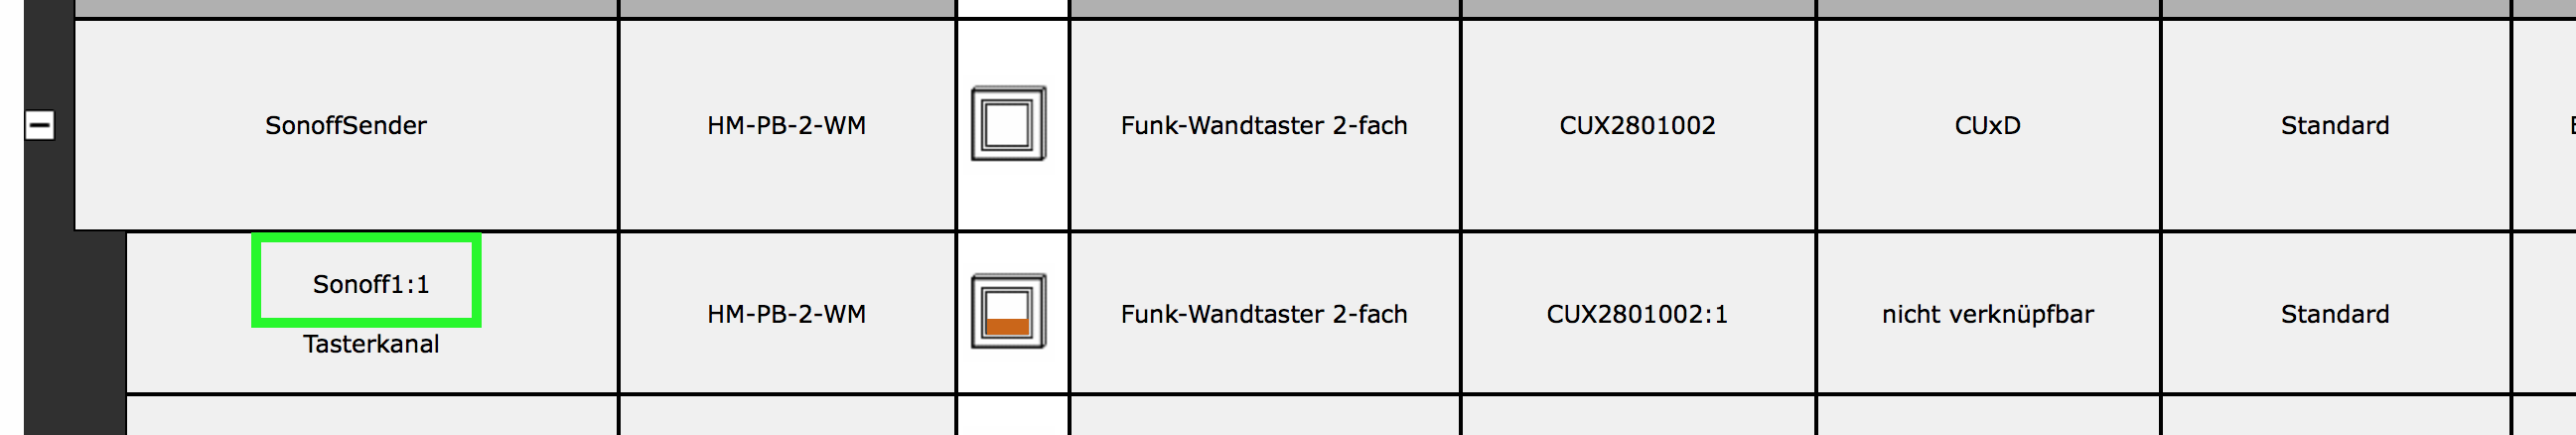 SonoffSender HM-PB-2-WM Funk-Wandtaster 2-fach CUX2801002 CUxD Standard
Sonoff1:1
Tasterkanal HM-PB-2-WM Funk-Wandtaster 2-fach CUX2801002:1 nicht verknüpfbar Standard